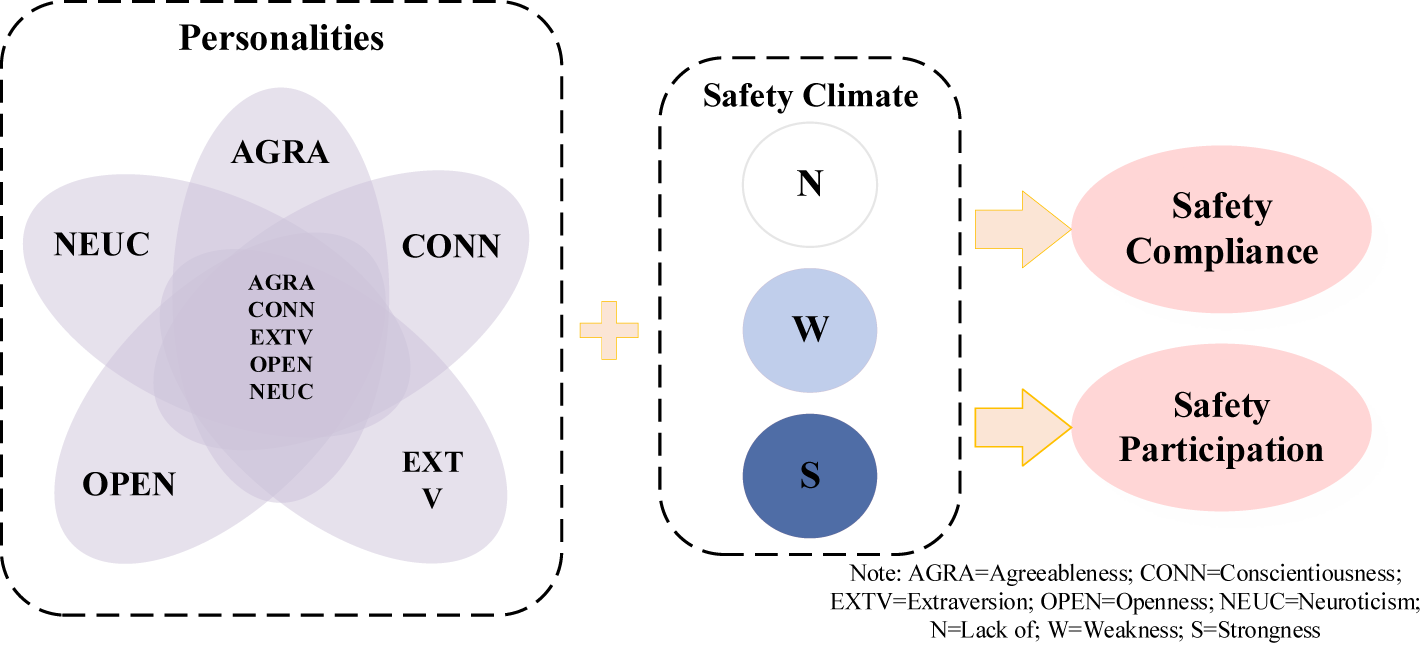 Personalities
AGRA
NEUC
CONN
AGRA
CONN
EXTV
OPEN
NEUC
OPEN
EXT
V
Safety Climate
N
W
S
Safety
Compliance
Safety
Participation
Note: AGRA=Agreeableness; CONN=Conscientiousness;
EXTV=Extraversion; OPEN=Openness; NEUC=Neuroticism;
N=Lack of; W=Weakness; S=Strongness